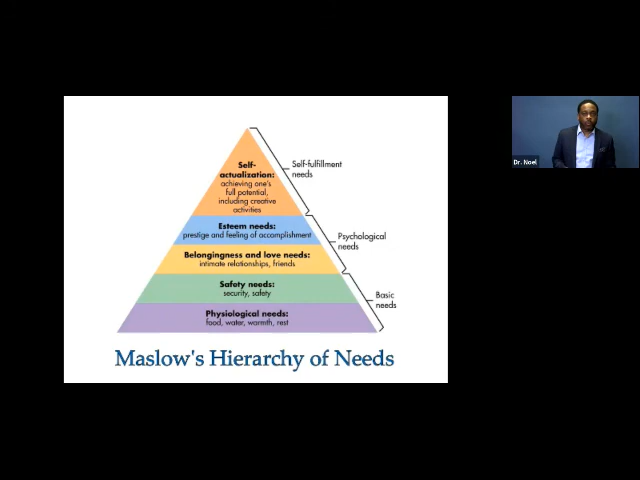 Self-
actualization:
achieving one's
full potential,
including creative
activities
Self-fulfillment
needs
Esteem needs:
prestige and feeling of accomplishment
Psychological
needs
Belongingness and love needs:
intimate relationships, friends
Safety needs:
security, safety
Basic
needs
Physiological needs:
food, water, warmth, rest
Maslow's Hierarchy of Needs
Dr. Noel